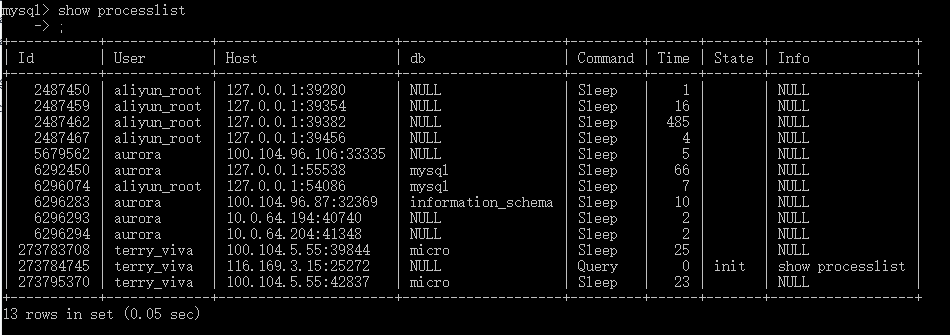 mysql> show processlist
    -> ;
+-----------+-------------+----------------------+--------------------+---------+------+-------+------------------+
| Id        | User        | Host                 | db                 | Command | Time | State | Info             |
+-----------+-------------+----------------------+--------------------+---------+------+-------+------------------+
|   2487450 | aliyun_root | 127.0.0.1:39280      | NULL               | Sleep   |    1 |       | NULL             |
|   2487459 | aliyun_root | 127.0.0.1:39354      | NULL               | Sleep   |   16 |       | NULL             |
|   2487462 | aliyun_root | 127.0.0.1:39382      | NULL               | Sleep   |  485 |       | NULL             |
|   2487467 | aliyun_root | 127.0.0.1:39456      | NULL               | Sleep   |    4 |       | NULL             |
|   5679562 | aurora      | 100.104.96.106:33335 | NULL               | Sleep   |    5 |       | NULL             |
|   6292450 | aurora      | 127.0.0.1:55538      | mysql              | Sleep   |   66 |       | NULL             |
|   6296074 | aliyun_root | 127.0.0.1:54086      | mysql              | Sleep   |    7 |       | NULL             |
|   6296283 | aurora      | 100.104.96.87:32369  | information_schema | Sleep   |   10 |       | NULL             |
|   6296293 | aurora      | 10.0.64.194:40740    | NULL               | Sleep   |    2 |       | NULL             |
|   6296294 | aurora      | 10.0.64.204:41348    | NULL               | Sleep   |    2 |       | NULL             |
| 273783708 | terry_viva  | 100.104.5.55:39844   | micro              | Sleep   |   25 |       | NULL             |
| 273784745 | terry_viva  | 116.169.3.15:25272   | NULL               | Query   |    0 | init  | show processlist |
| 273795370 | terry_viva  | 100.104.5.55:42837   | micro              | Sleep   |   23 |       | NULL             |
+-----------+-------------+----------------------+--------------------+---------+------+-------+------------------+
13 rows in set (0.05 sec)